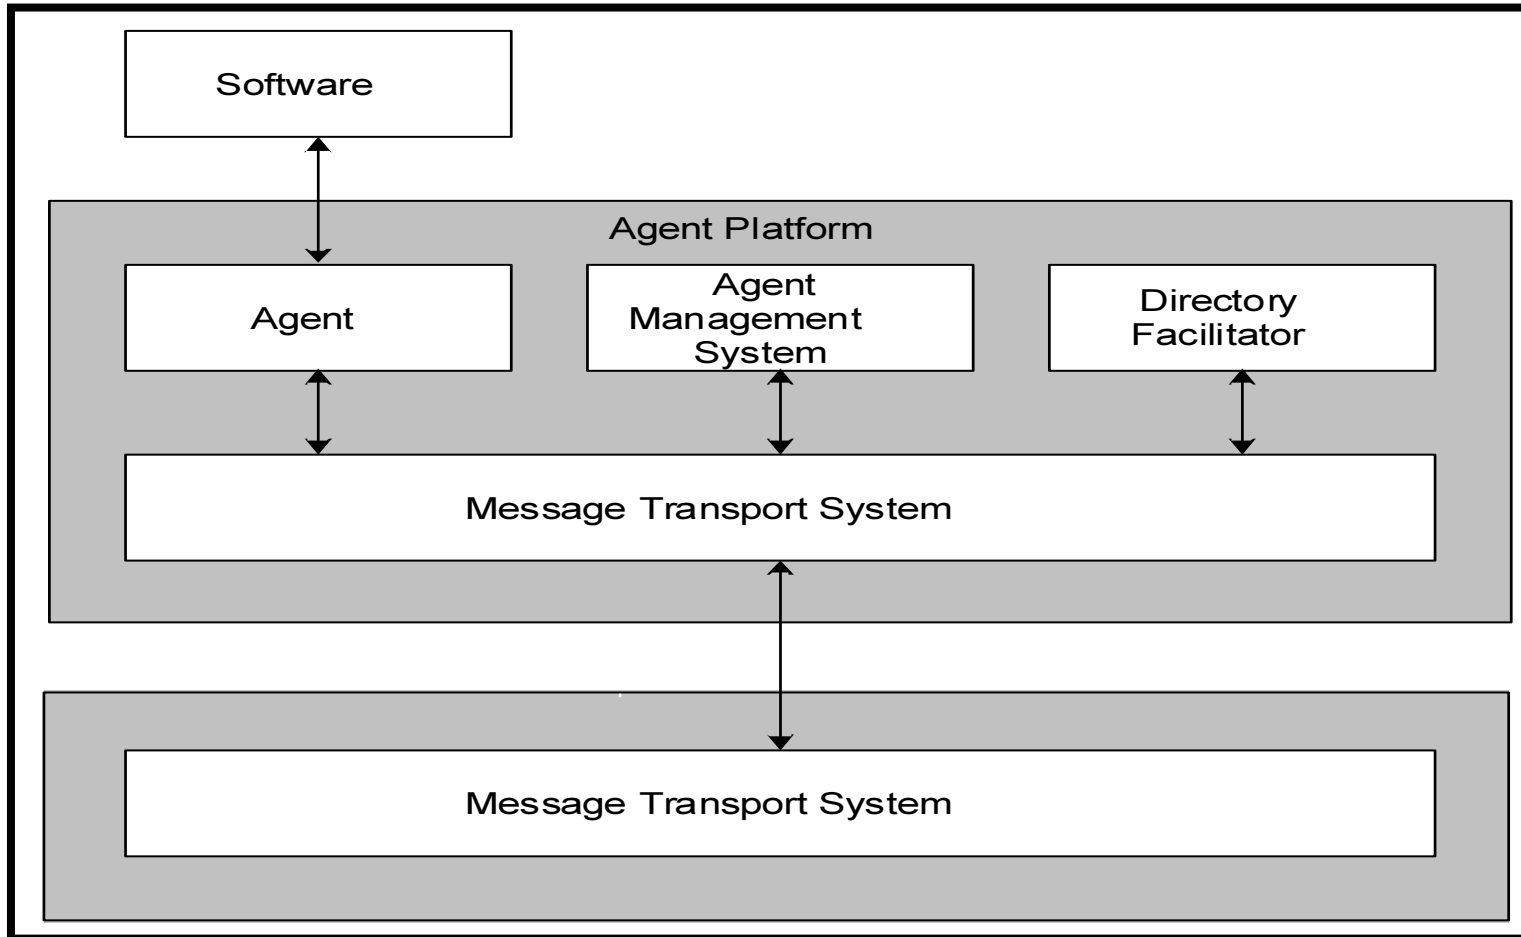 Software
Agent Platform
Agent
Agent
Management
System
Directory
Facilitator
Message Transport System
Message Transport System